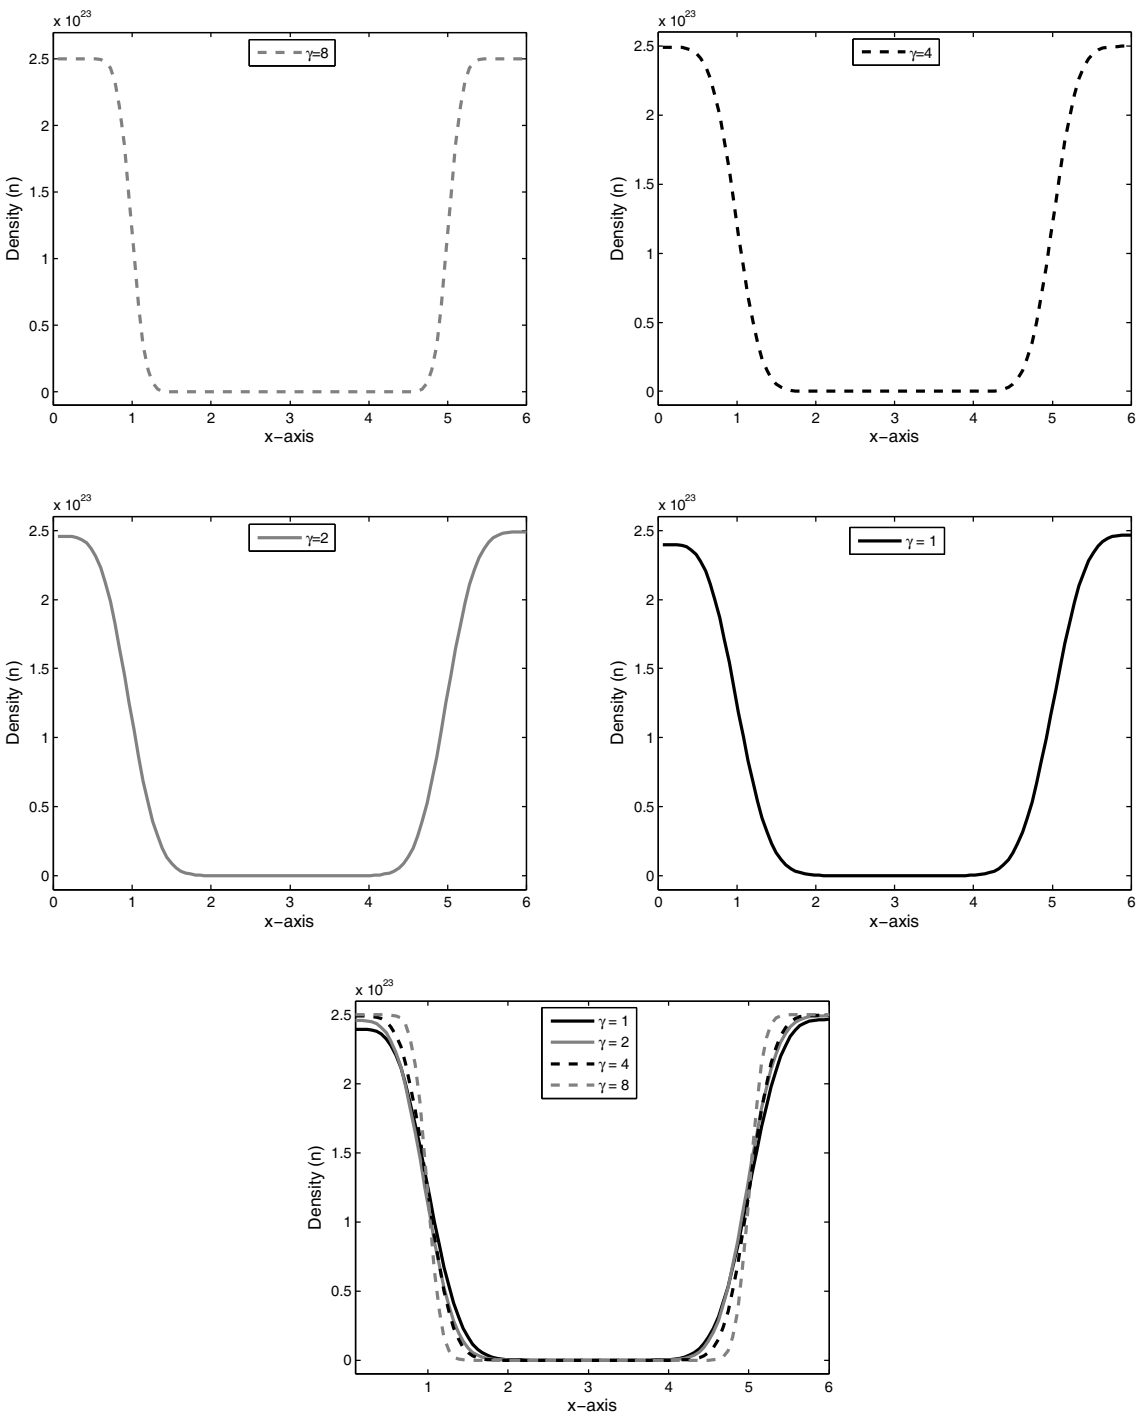 x 10^23
γ=8
2.5
2
1.5
1
0.5
0
Density (n)
0 1 2 3 4 5 6
x−axis
x 10^23
γ=4
2.5
2
1.5
1
0.5
0
Density (n)
0 1 2 3 4 5 6
x−axis
x 10^23
γ=2
2.5
2
1.5
1
0.5
0
Density (n)
0 1 2 3 4 5 6
x−axis
x 10^23
γ = 1
2.5
2
1.5
1
0.5
0
Density (n)
0 1 2 3 4 5 6
x−axis
x 10^23
γ = 1
γ = 2
γ = 4
γ = 8
2.5
2
1.5
1
0.5
0
Density (n)
1 2 3 4 5 6
x−axis